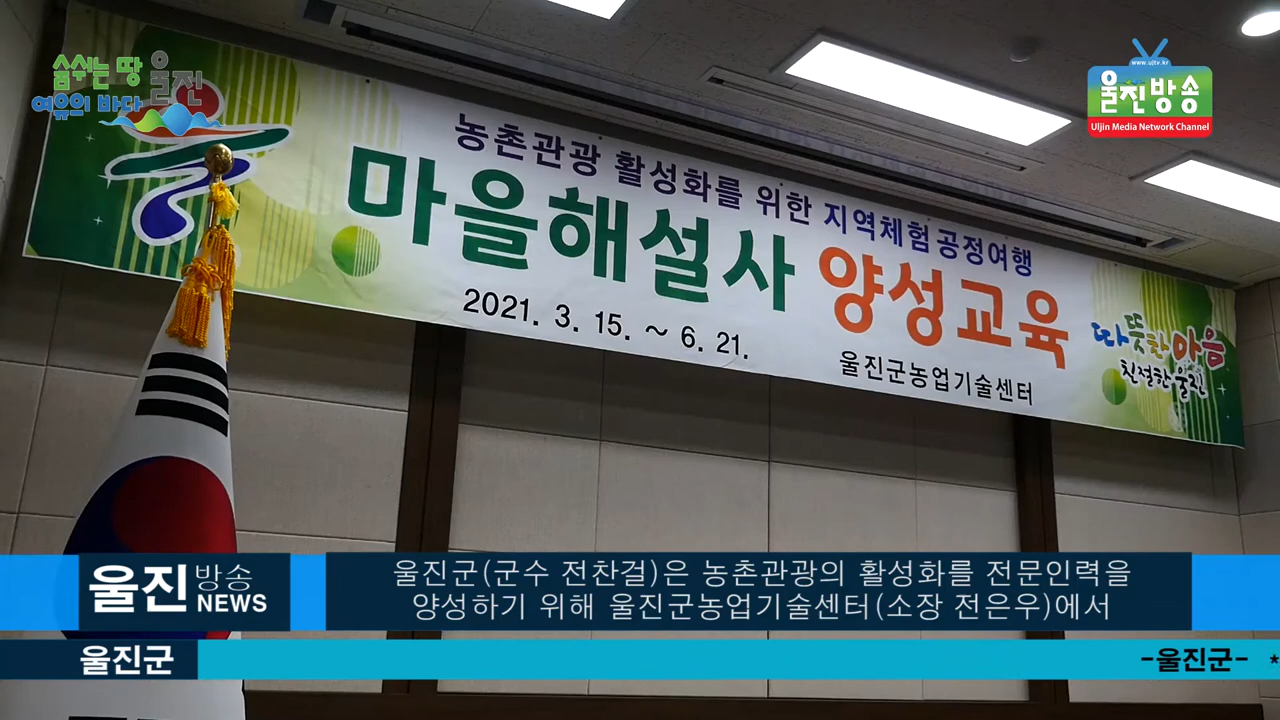 숨쉬는 땅 울진
여유의 바다
www.ujtv.kr
울진방송
Uljin Media Network Channel
농촌관광 활성화를 위한 지역체험공정여행
마을해설사 양성교육
2021. 3. 15. ~ 6. 21.
울진군농업기술센터
따뜻한 마음
친절한 울진
울진 방송
NEWS
울진군(군수 전찬걸)은 농촌관광의 활성화를 전문인력을
양성하기 위해 울진군농업기술센터(소장 전은우)에서
울진군
-울진군- *